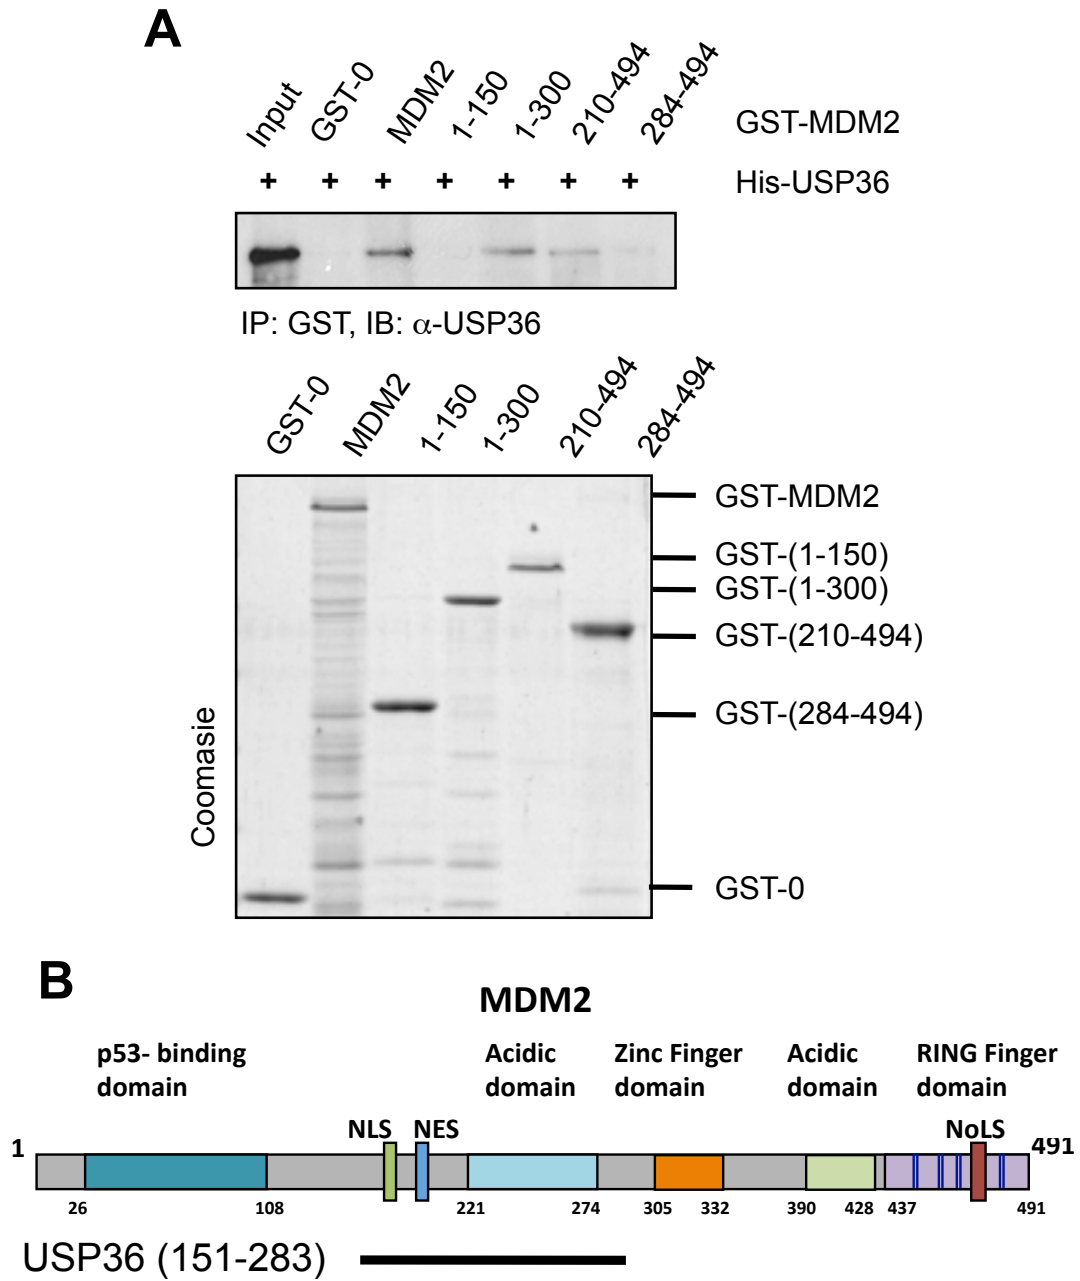 A
Input GST-0 MDM2 1-150 1-300 210-494 284-494 GST-MDM2
+ + + + + + + His-USP36
IP: GST, IB: α-USP36
GST-0 MDM2 1-150 1-300 210-494 284-494
GST-MDM2
GST-(1-150)
GST-(1-300)
GST-(210-494)
GST-(284-494)
GST-0
Coomasie
B
MDM2
p53- binding domain
Acidic domain
Zinc Finger domain
Acidic domain
RING Finger domain
NLS NES NoLS
1 491
26 108 221 274 305 332 390 428 437 491
USP36 (151-283)